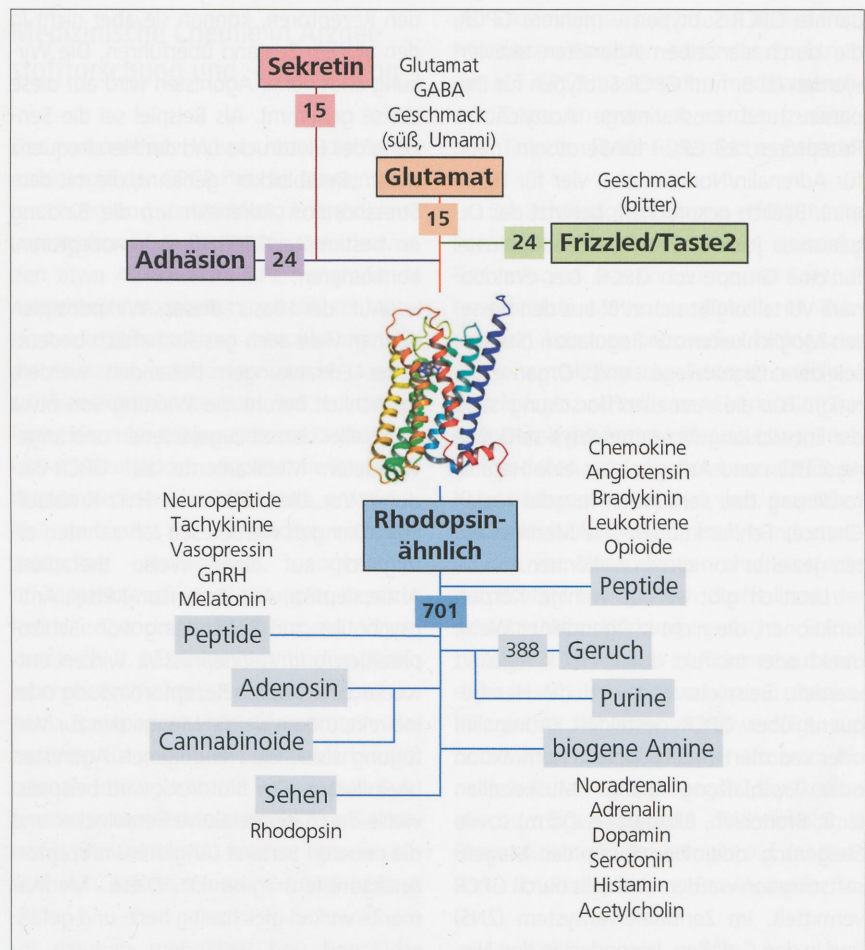 Sekretin
15
Glutamat
GABA
Geschmack
(süß, Umami)
Glutamat
15
Geschmack
(bitter)
24
Frizzled/Taste2
Adhäsion
24
Chemokine
Angiotensin
Bradykinin
Leukotriene
Opioide
Peptide
Neuropeptide
Tachykinine
Vasopressin
GnRH
Melatonin
Peptide
Rhodopsin-
ähnlich
701
388
Geruch
Adenosin
Purine
Cannabinoide
biogene Amine
Sehen
Rhodopsin
Noradrenalin
Adrenalin
Dopamin
Serotonin
Histamin
Acetylcholin